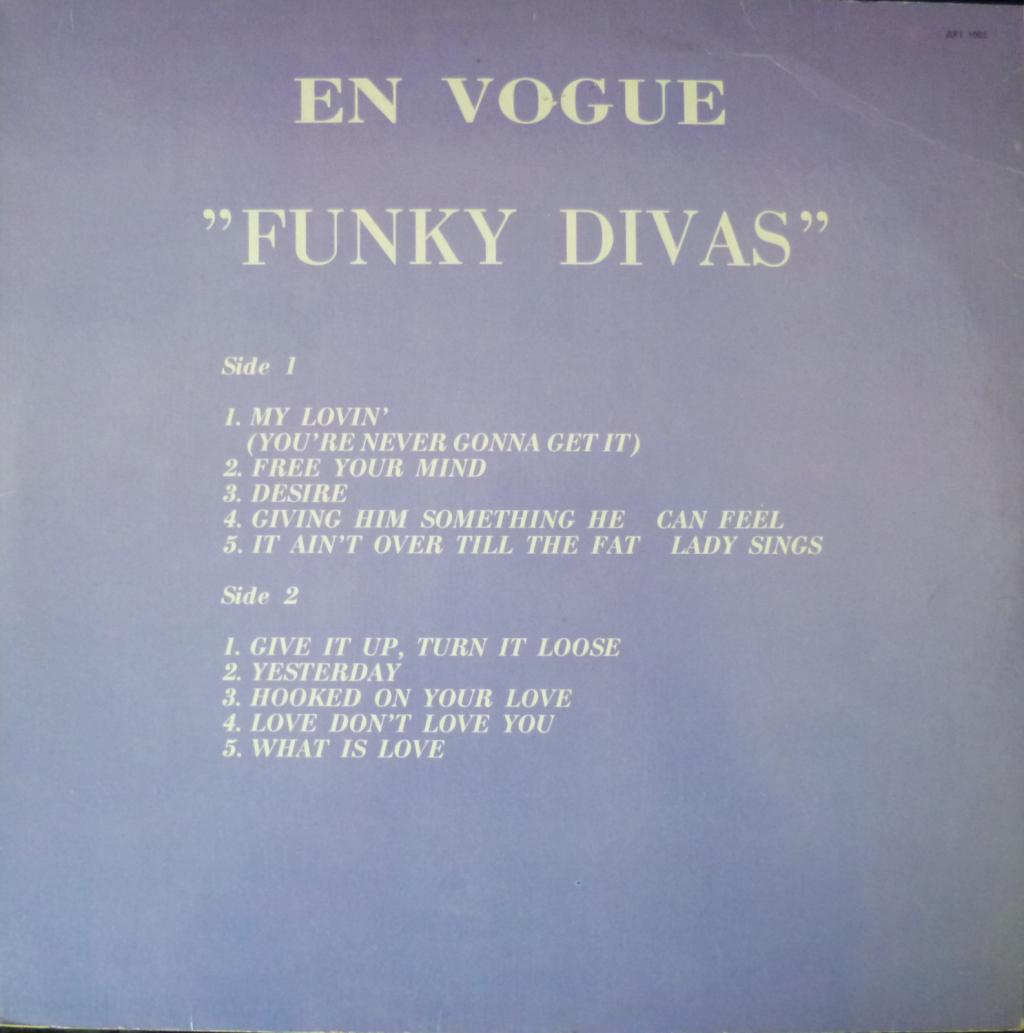 EN VOGUE
"FUNKY DIVAS"
Side 1
1. MY LOVIN'
(YOU'RE NEVER GONNA GET IT)
2. FREE YOUR MIND
3. DESIRE
4. GIVING HIM SOMETHING HE CAN FEEL
5. IT AIN'T OVER TILL THE FAT LADY SINGS
Side 2
1. GIVE IT UP, TURN IT LOOSE
2. YESTERDAY
3. HOOKED ON YOUR LOVE
4. LOVE DON'T LOVE YOU
5. WHAT IS LOVE